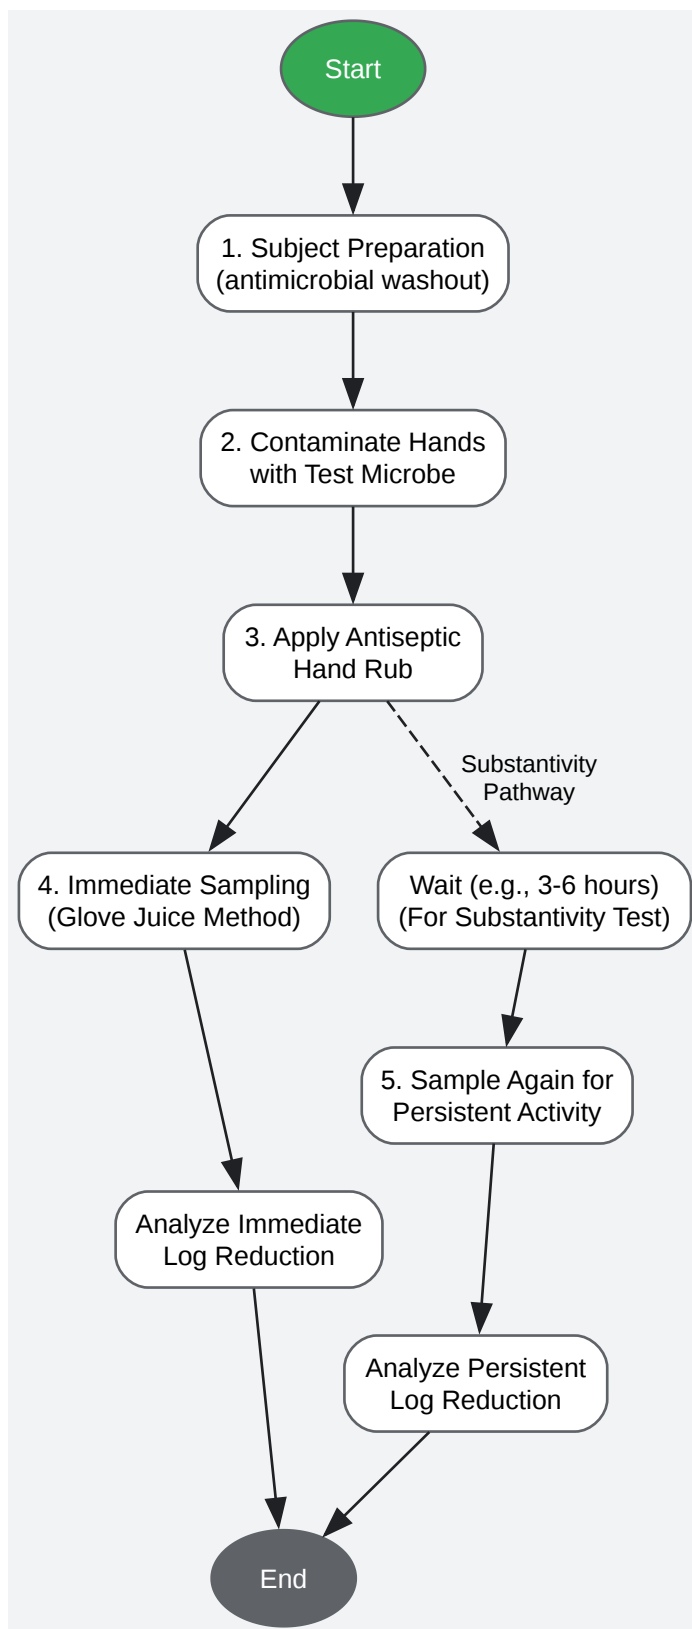 Start
1. Subject Preparation
(antimicrobial washout)
2. Contaminate Hands
with Test Microbe
3. Apply Antiseptic
Hand Rub
Substantivity
Pathway
4. Immediate Sampling
(Glove Juice Method)
Wait (e.g., 3-6 hours)
(For Substantivity Test)
5. Sample Again for
Persistent Activity
Analyze Immediate
Log Reduction
Analyze Persistent
Log Reduction
End